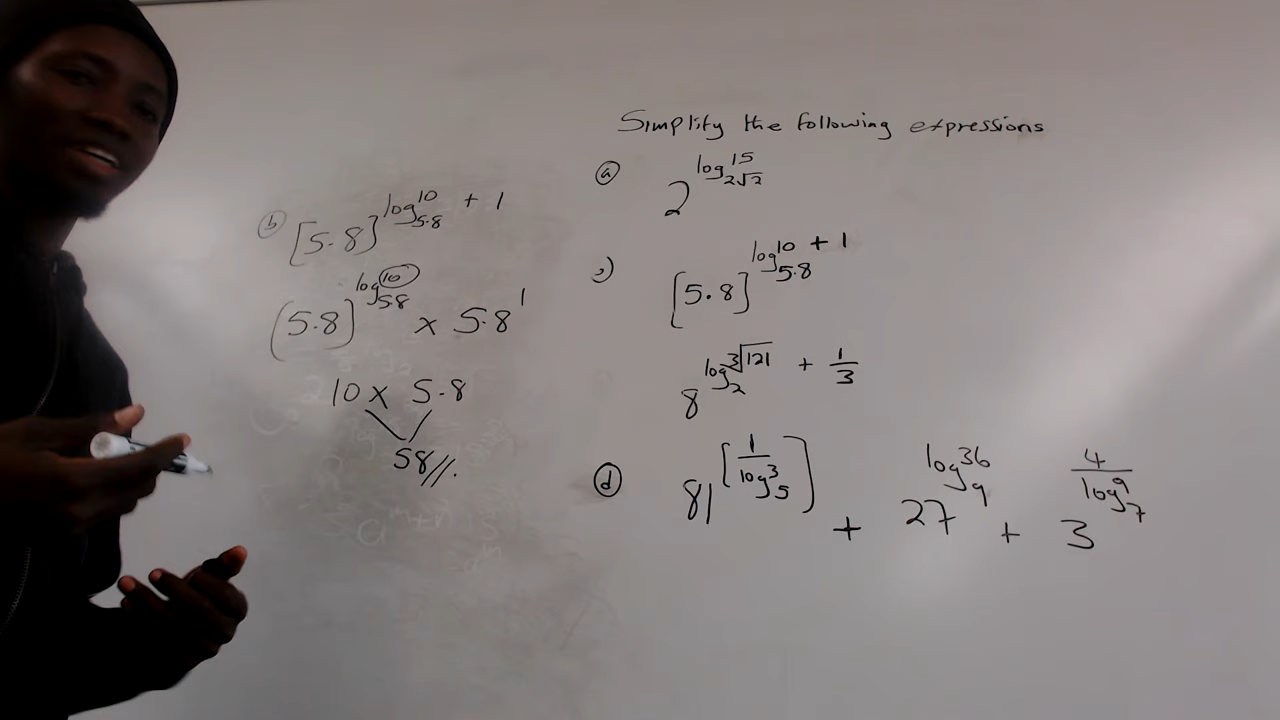 Simplify the following expressions
(a) 2^{log_{2√2} 15}
(b) [5.8]^{log_{5.8} 10 + 1}
(5.8)^{log_{5.8} 10} × 5.8^1
10 × 5.8
58//.
c) [5.8]^{log_{5.8} 10 + 1}
8^{log_2 ∛121 + 1/3}
(d) 81^{[1/log_5 3]} + 27^{log_9 36} + 3^{4/log_7 9}